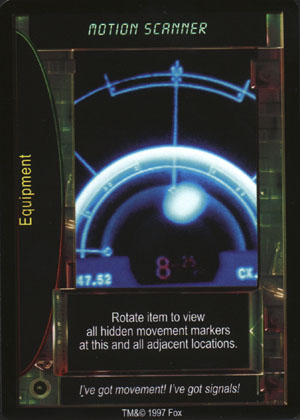 MOTION SCANNER
Equipment
47.52
8
CX.
Rotate item to view
all hidden movement markers
at this and all adjacent locations.
I've got movement! I've got signals!
TM&© 1997 Fox